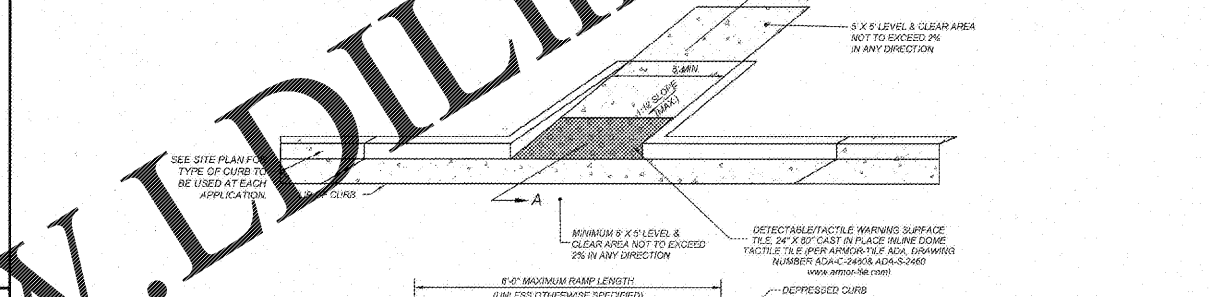 5' X 5' LEVEL & CLEAR AREA
NOT TO EXCEED 2%
IN ANY DIRECTION
5' MIN
1:12 SLOPE
(MAX.)
SEE SITE PLAN FOR
TYPE OF CURB TO
BE USED AT EACH
APPLICATION.
OF CURB
A
MINIMUM 5' X 5' LEVEL &
CLEAR AREA NOT TO EXCEED
2% IN ANY DIRECTION
DETECTABLE/TACTILE WARNING SURFACE
TILE, 24" X 60" CAST IN PLACE INLINE DOME
TACTILE TILE (PER ARMOR-TILE ADA, DRAWING
NUMBER ADA-C-2460& ADA-S-2460
www.armor-tile.com)
6'-0" MAXIMUM RAMP LENGTH
(UNLESS OTHERWISE SPECIFIED)
DEPRESSED CURB
W.LDILI